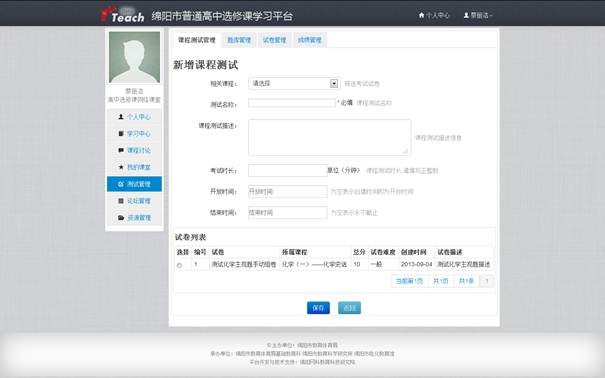 Teach 绵阳市普通高中选修课学习平台 个人中心 蔡丽洁
课程测试管理 题库管理 试卷管理 成绩管理
新增课程测试
蔡丽洁
高中选修课网络课堂
个人中心
学习中心
课程讨论
我的课堂
测试管理
论坛管理
资源管理
相关课程： 请选择 筛选考试试卷
测试名称： * 必填 课程测试名称
课程测试描述： 课程测试描述信息
考试时长： 单位（分钟） 课程测试时长,请填写正整数
开放时间： 开放时间 为空表示创建时间即为开放时间
结束时间： 结束时间 为空表示永不截止
试卷列表
选择 编号 试卷 所属课程 总分 试卷难度 创建时间 试卷描述
1 测试化学主观题手动组卷 化学（一）——化学史话 10 一般 2013-09-04 测试化学主观题描述
当前第1页 共1页 共1条 1
保存 返回
主办单位：绵阳市教育体育局
承办单位：绵阳市教育体育局基础教育科 绵阳市教育科学研究所 绵阳市电化教育馆
平台开发与技术支持：